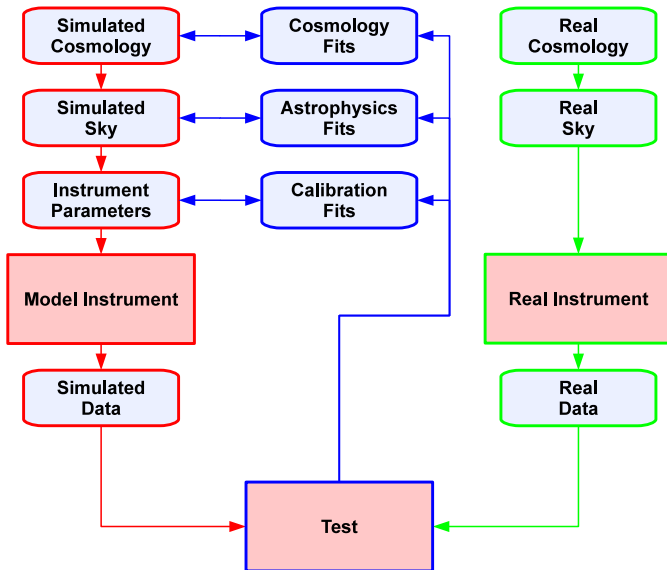 Simulated
Cosmology
Cosmology
Fits
Real
Cosmology
Simulated
Sky
Astrophysics
Fits
Real
Sky
Instrument
Parameters
Calibration
Fits
Model Instrument
Real Instrument
Simulated
Data
Real
Data
Test